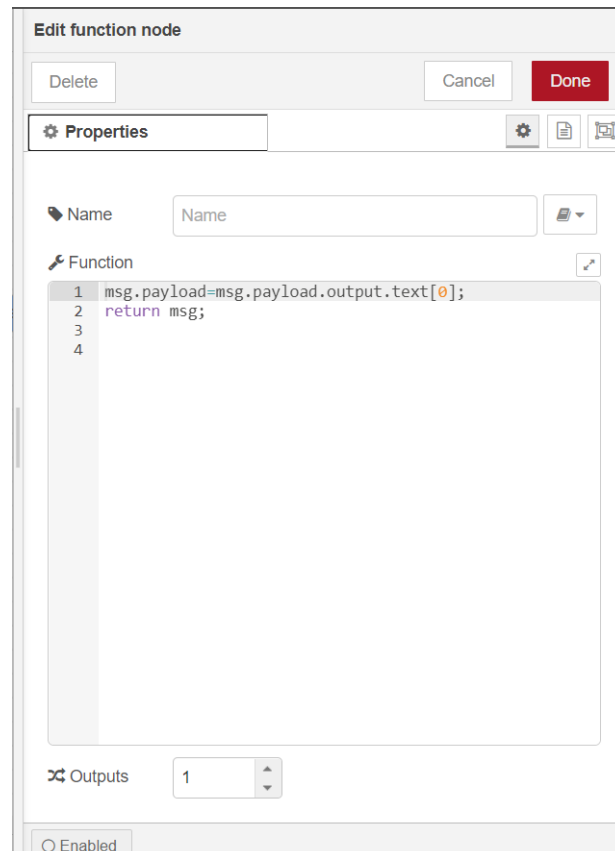 Edit function node
Delete
Cancel
Done
Properties
Name
Name
Function
1 msg.payload=msg.payload.output.text[0];
2 return msg;
3
4
Outputs
1
Enabled